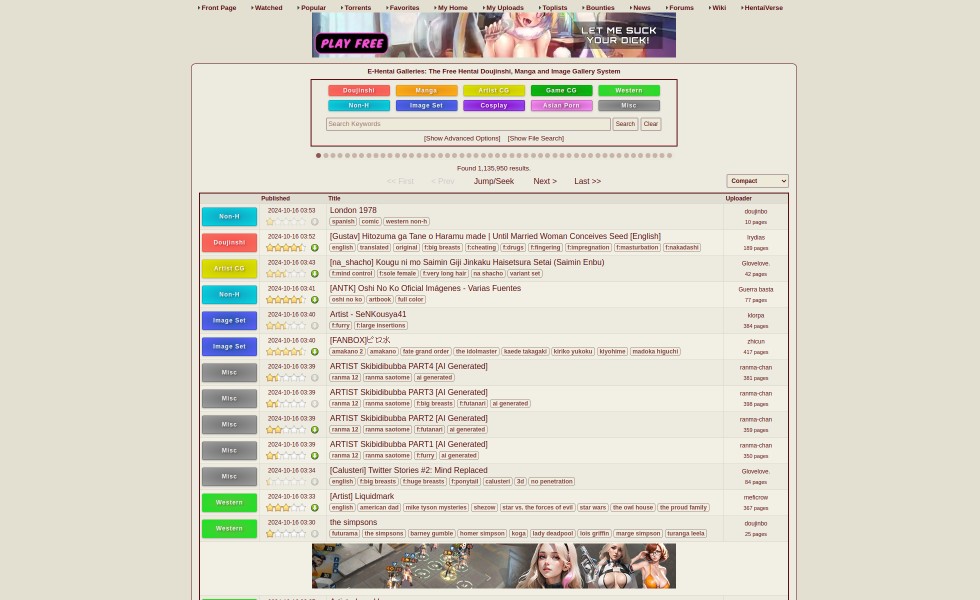 Front Page Watched Popular Torrents Favorites My Home My Uploads Toplists Bounties News Forums Wiki HentaiVerse
PLAY FREE
LET ME SUCK
YOUR DICK!
E-Hentai Galleries: The Free Hentai Doujinshi, Manga and Image Gallery System
Doujinshi Manga Artist CG Game CG Western
Non-H Image Set Cosplay Asian Porn Misc
Search Keywords Search Clear
[Show Advanced Options] [Show File Search]
Found 1,135,950 results.
<< First < Prev Jump/Seek Next > Last >> Compact
Published Title Uploader
Non-H 2024-10-16 03:53 London 1978 doujinbo
spanish comic western non-h 10 pages
Doujinshi 2024-10-16 03:52 [Gustav] Hitozuma ga Tane o Haramu made | Until Married Woman Conceives Seed [English] Irydias
english translated original f:big breasts f:cheating f:drugs f:fingering f:impregnation f:masturbation f:nakadashi 189 pages
Artist CG 2024-10-16 03:43 [na_shacho] Kougu ni mo Saimin Giji Jinkaku Haisetsura Setai (Saimin Enbu) Glovelove.
f:mind control f:sole female f:very long hair na shacho variant set 42 pages
Non-H 2024-10-16 03:41 [ANTK] Oshi No Ko Oficial Imágenes - Varias Fuentes Guerra basta
oshi no ko artbook full color 77 pages
Image Set 2024-10-16 03:40 Artist - SeNKousya41 klorpa
f:furry f:large insertions 384 pages
Image Set 2024-10-16 03:40 [FANBOX] zhicun
amakano 2 amakano fate grand order the idolmaster kaede takagaki kiriko yukoku kiyohime madoka higuchi 417 pages
Misc 2024-10-16 03:39 ARTIST Skibidibubba PART4 [AI Generated] ranma-chan
ranma 12 ranma saotome ai generated 381 pages
Misc 2024-10-16 03:39 ARTIST Skibidibubba PART3 [AI Generated] ranma-chan
ranma 12 ranma saotome f:big breasts f:futanari ai generated 398 pages
Misc 2024-10-16 03:39 ARTIST Skibidibubba PART2 [AI Generated] ranma-chan
ranma 12 ranma saotome f:futanari ai generated 359 pages
Misc 2024-10-16 03:39 ARTIST Skibidibubba PART1 [AI Generated] ranma-chan
ranma 12 ranma saotome f:furry ai generated 350 pages
Misc 2024-10-16 03:34 [Calusteri] Twitter Stories #2: Mind Replaced Glovelove.
english f:big breasts f:huge breasts f:ponytail calusteri 3d no penetration 84 pages
Western 2024-10-16 03:33 [Artist] Liquidmark meficrow
english american dad mike tyson mysteries shezow star vs. the forces of evil star wars the owl house the proud family 367 pages
Western 2024-10-16 03:30 the simpsons doujinbo
futurama the simpsons barney gumble homer simpson koga lady deadpool lois griffin marge simpson turanga leela 25 pages